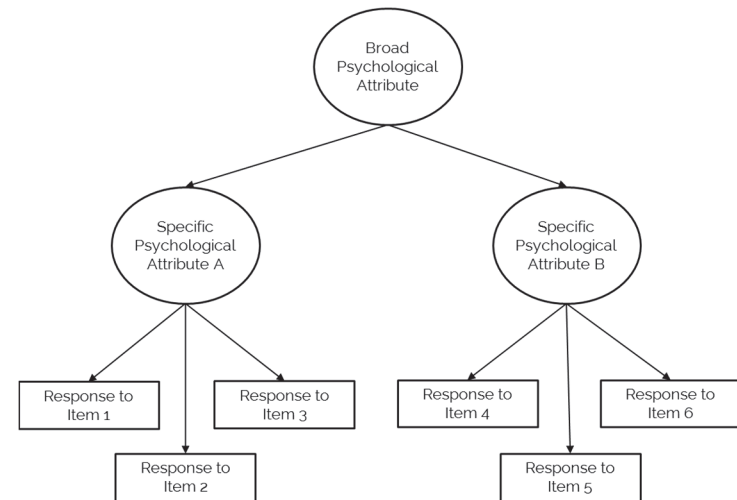 Broad
Psychological
Attribute
Specific
Psychological
Attribute A
Specific
Psychological
Attribute B
Response to
Item 1
Response to
Item 2
Response to
Item 3
Response to
Item 4
Response to
Item 5
Response to
Item 6